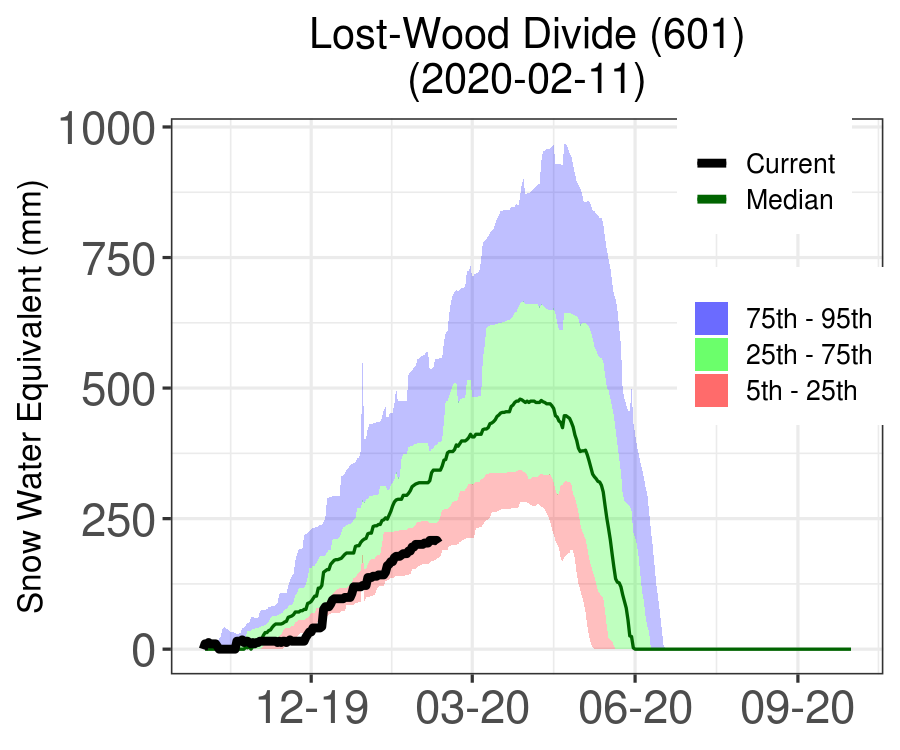 Lost-Wood Divide (601)
(2020-02-11)
Snow Water Equivalent (mm)
1000
750
500
250
0
12-19
03-20
06-20
09-20
Current
Median
75th - 95th
25th - 75th
5th - 25th